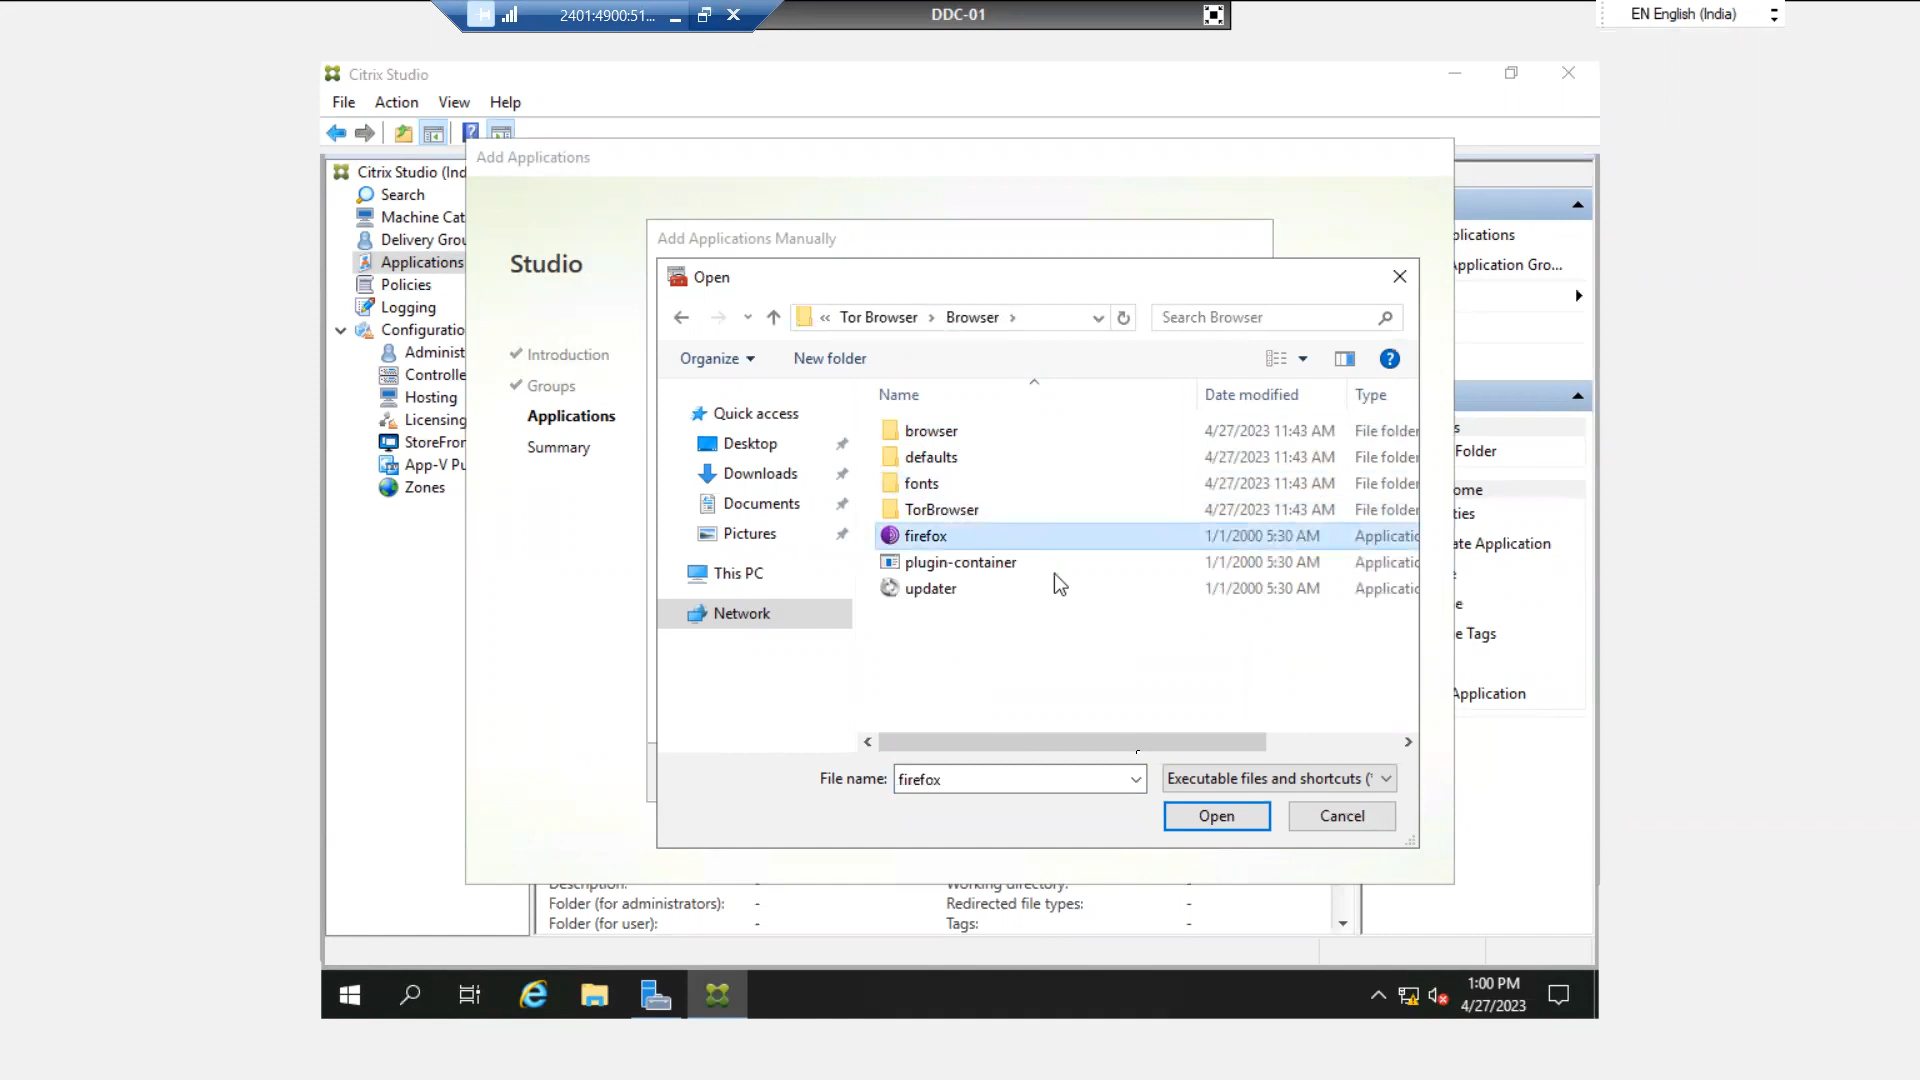 2401:4900:51...
DDC-01
EN English (India)
Citrix Studio
File Action View Help
Add Applications
Citrix Studio (Ind
Search
Machine Cat
Delivery Grou
Applications
Policies
Logging
Configuratio
Administ
Controlle
Hosting
Licensing
StoreFror
App-V Pu
Zones
Studio
Introduction
Groups
Applications
Summary
Add Applications Manually
Open
« Tor Browser > Browser >
Search Browser
Organize
New folder
Name Date modified Type
Quick access
Desktop
Downloads
Documents
Pictures
This PC
Network
browser 4/27/2023 11:43 AM File folder
defaults 4/27/2023 11:43 AM File folder
fonts 4/27/2023 11:43 AM File folder
TorBrowser 4/27/2023 11:43 AM File folder
firefox 1/1/2000 5:30 AM Applicatic
plugin-container 1/1/2000 5:30 AM Applicatic
updater 1/1/2000 5:30 AM Applicatic
File name: firefox
Executable files and shortcuts (*
Open Cancel
plications
pplication Gro...
s
Folder
ome
ties
ate Application
e
e Tags
Application
Description: - Working directory: -
Folder (for administrators): - Redirected file types: -
Folder (for user): - Tags: -
1:00 PM
4/27/2023